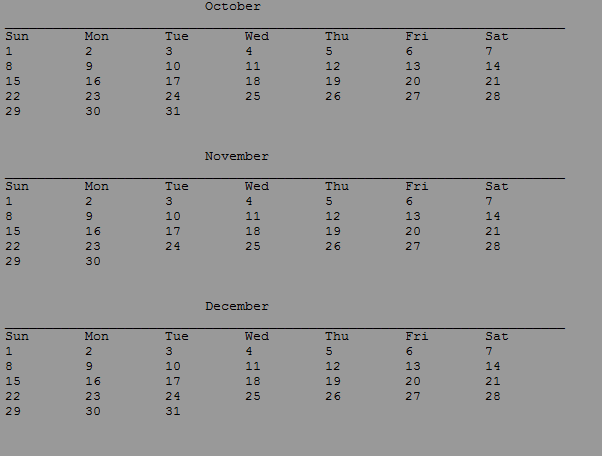 October
Sun Mon Tue Wed Thu Fri Sat
1 2 3 4 5 6 7
8 9 10 11 12 13 14
15 16 17 18 19 20 21
22 23 24 25 26 27 28
29 30 31
November
Sun Mon Tue Wed Thu Fri Sat
1 2 3 4 5 6 7
8 9 10 11 12 13 14
15 16 17 18 19 20 21
22 23 24 25 26 27 28
29 30
December
Sun Mon Tue Wed Thu Fri Sat
1 2 3 4 5 6 7
8 9 10 11 12 13 14
15 16 17 18 19 20 21
22 23 24 25 26 27 28
29 30 31